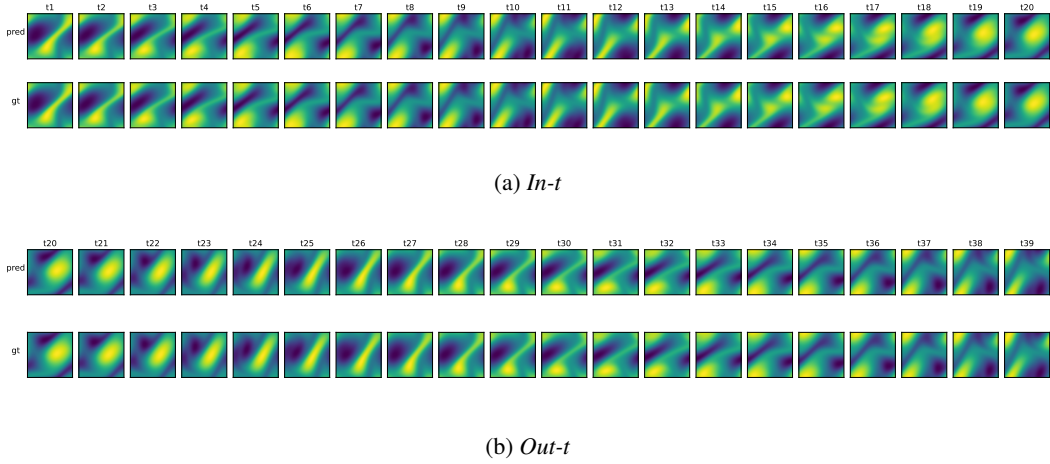 t1 t2 t3 t4 t5 t6 t7 t8 t9 t10 t11 t12 t13 t14 t15 t16 t17 t18 t19 t20
pred
gt
(a) In-t
t20 t21 t22 t23 t24 t25 t26 t27 t28 t29 t30 t31 t32 t33 t34 t35 t36 t37 t38 t39
pred
gt
(b) Out-t